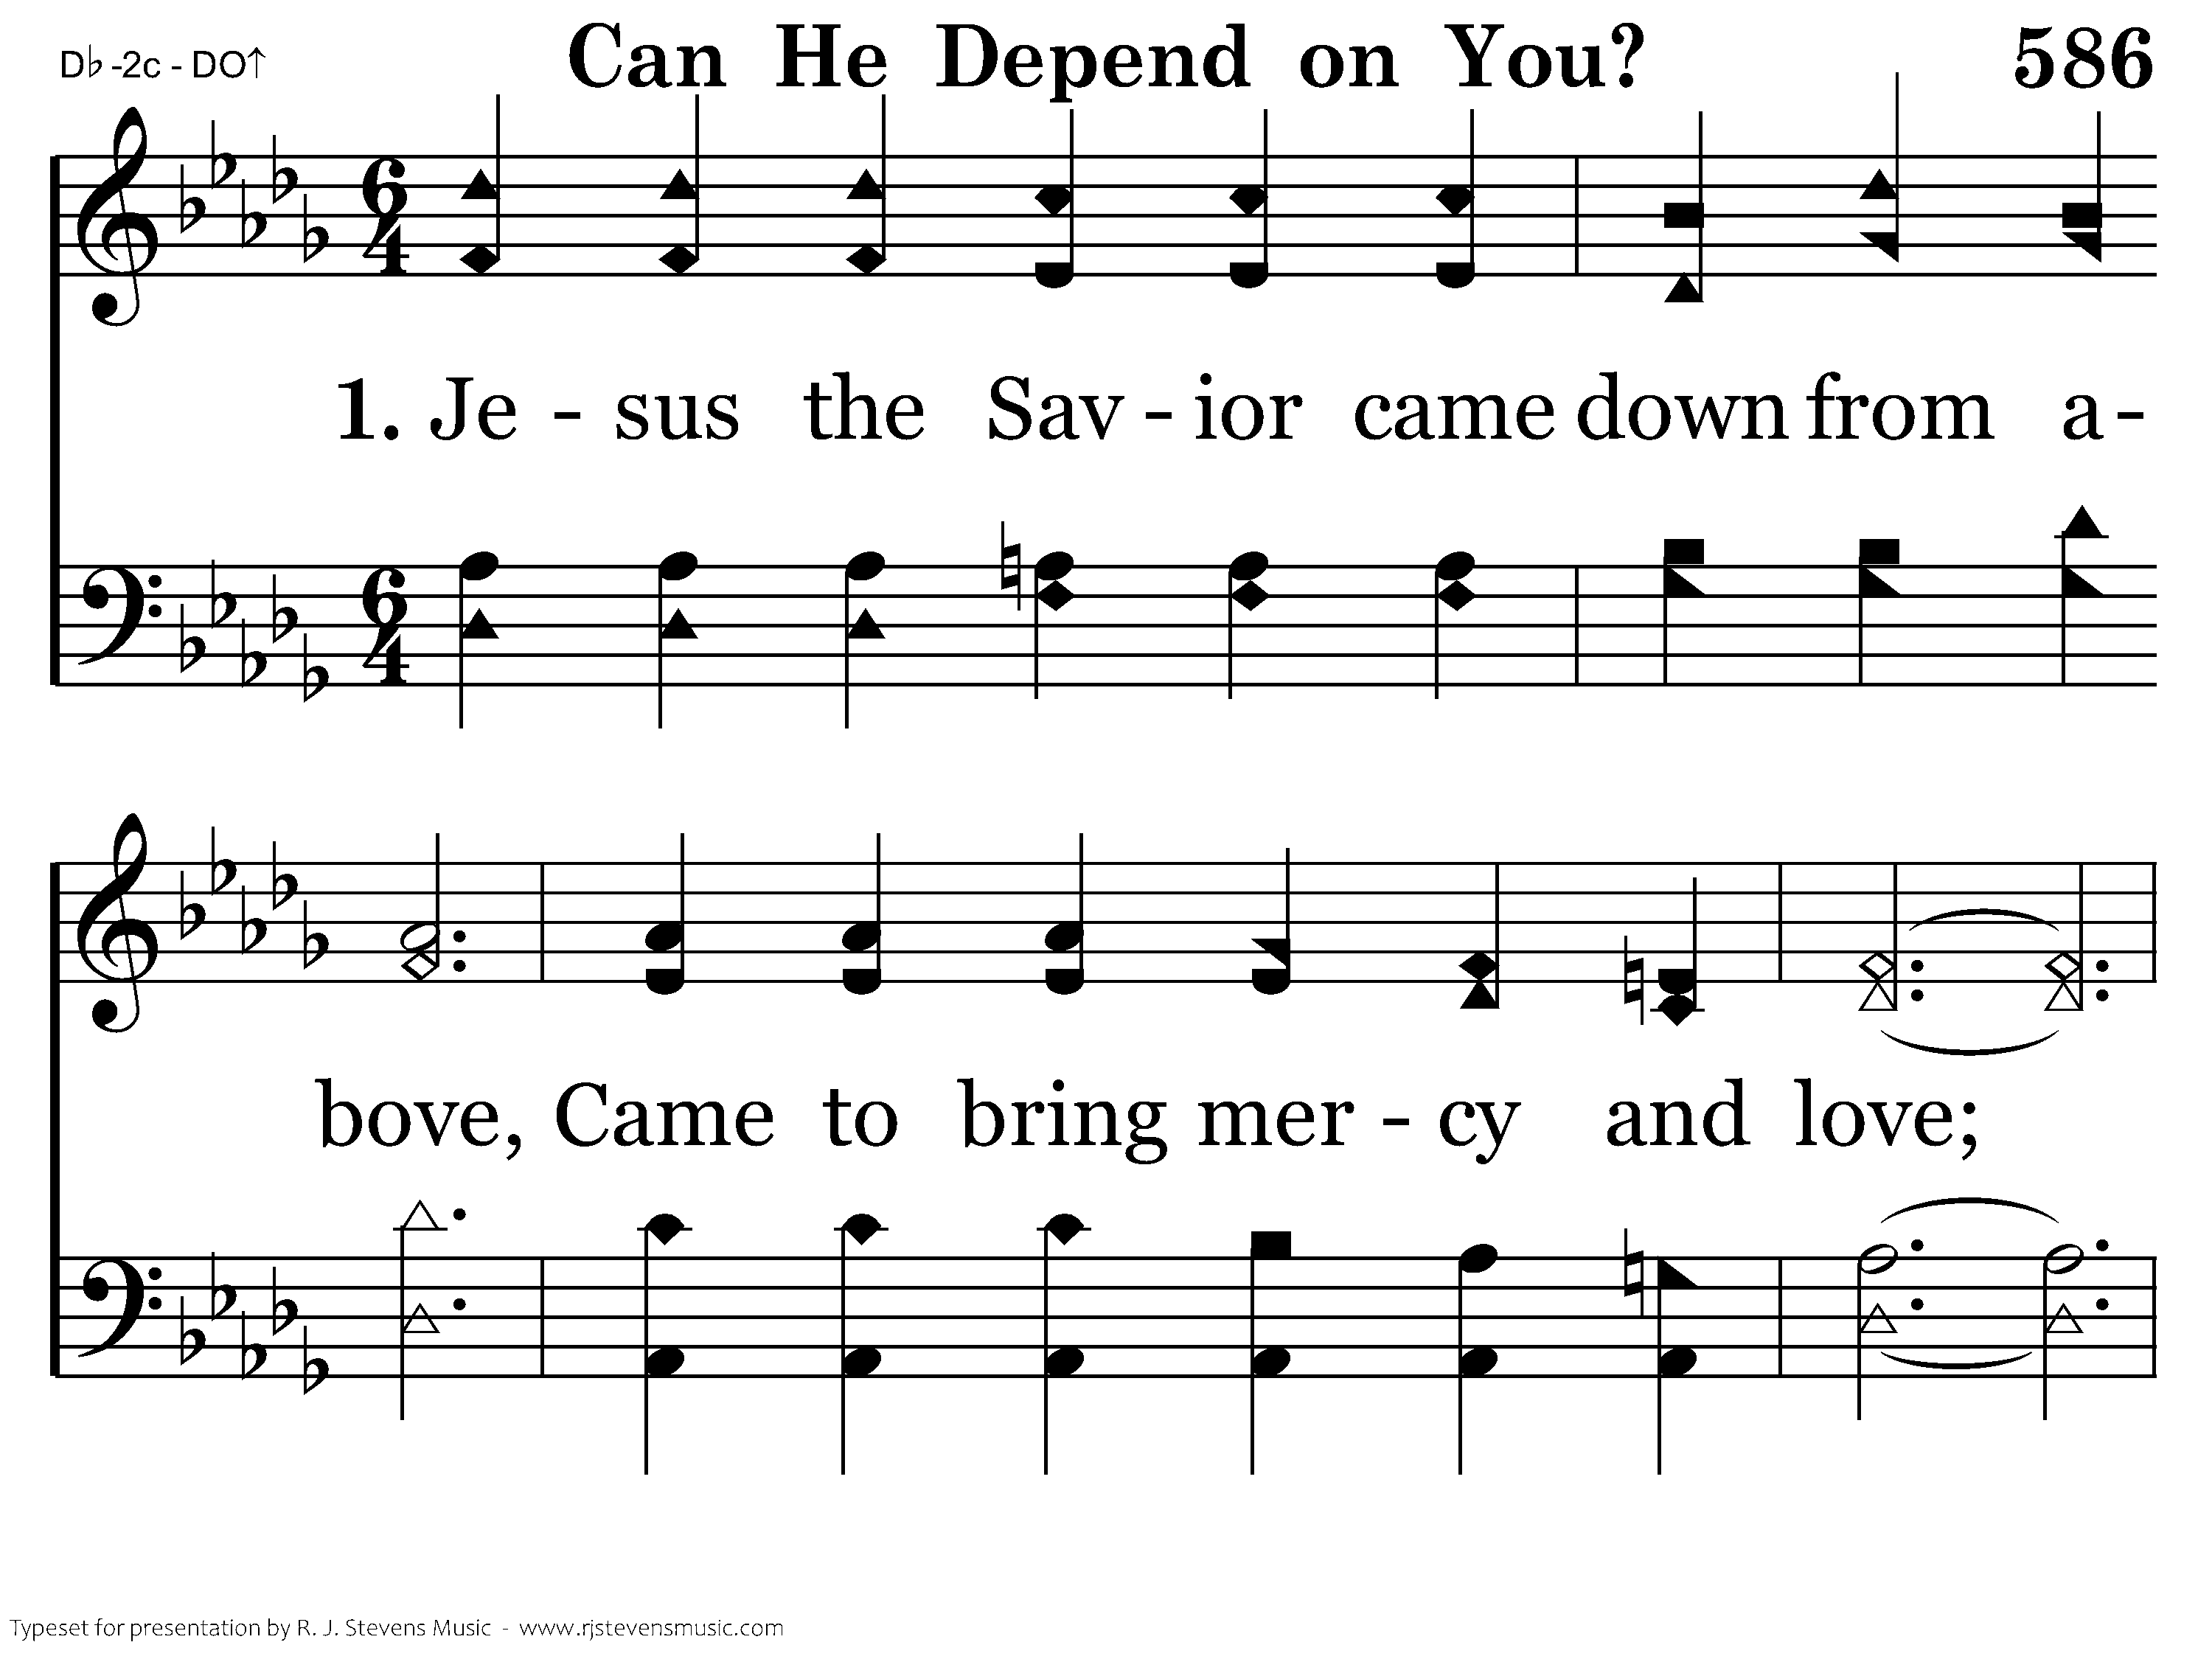 D♭ -2c - DO↑ Can He Depend on You? 586
1. Je - sus the Sav - ior came down from a -
bove, Came to bring mer - cy and love;
Typeset for presentation by R. J. Stevens Music - www.rjstevensmusic.com